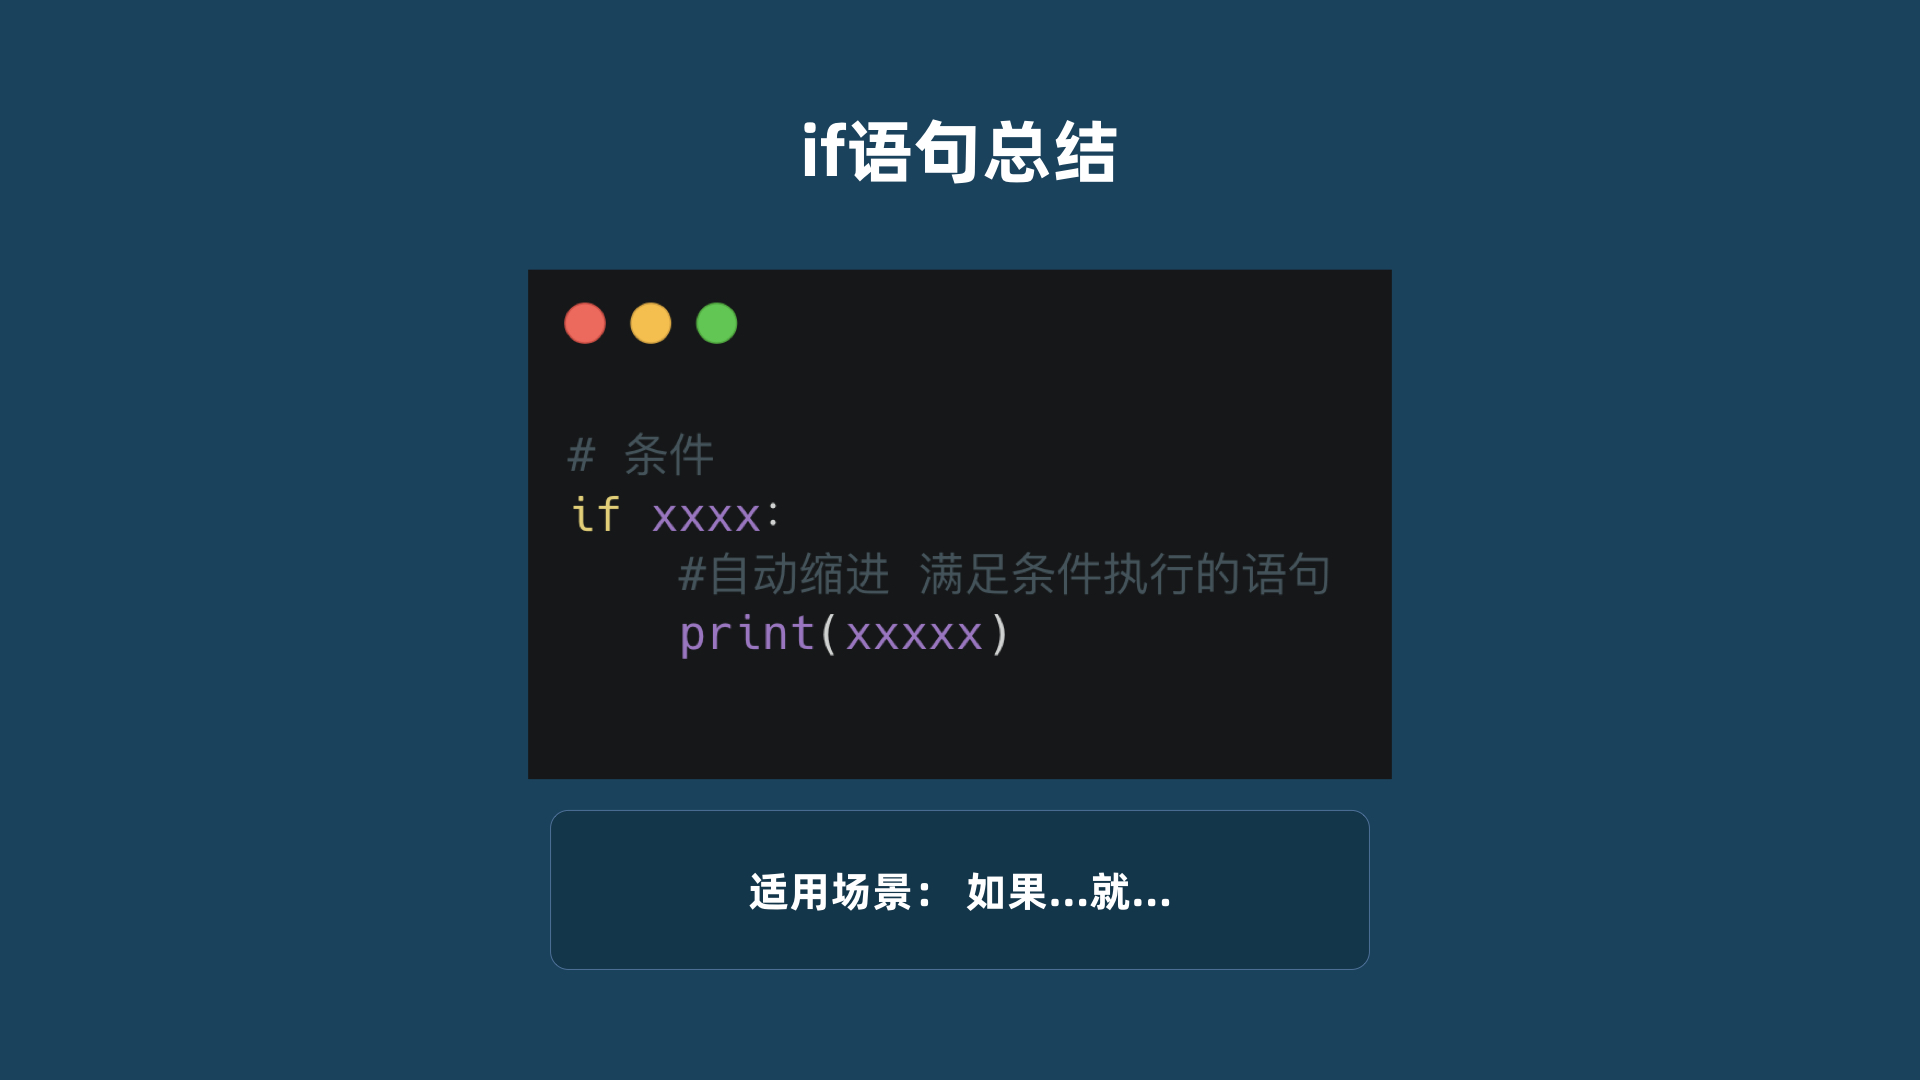 if语句总结
# 条件
if xxxx:
#自动缩进 满足条件执行的语句
print(xxxxx)
适用场景： 如果...就...